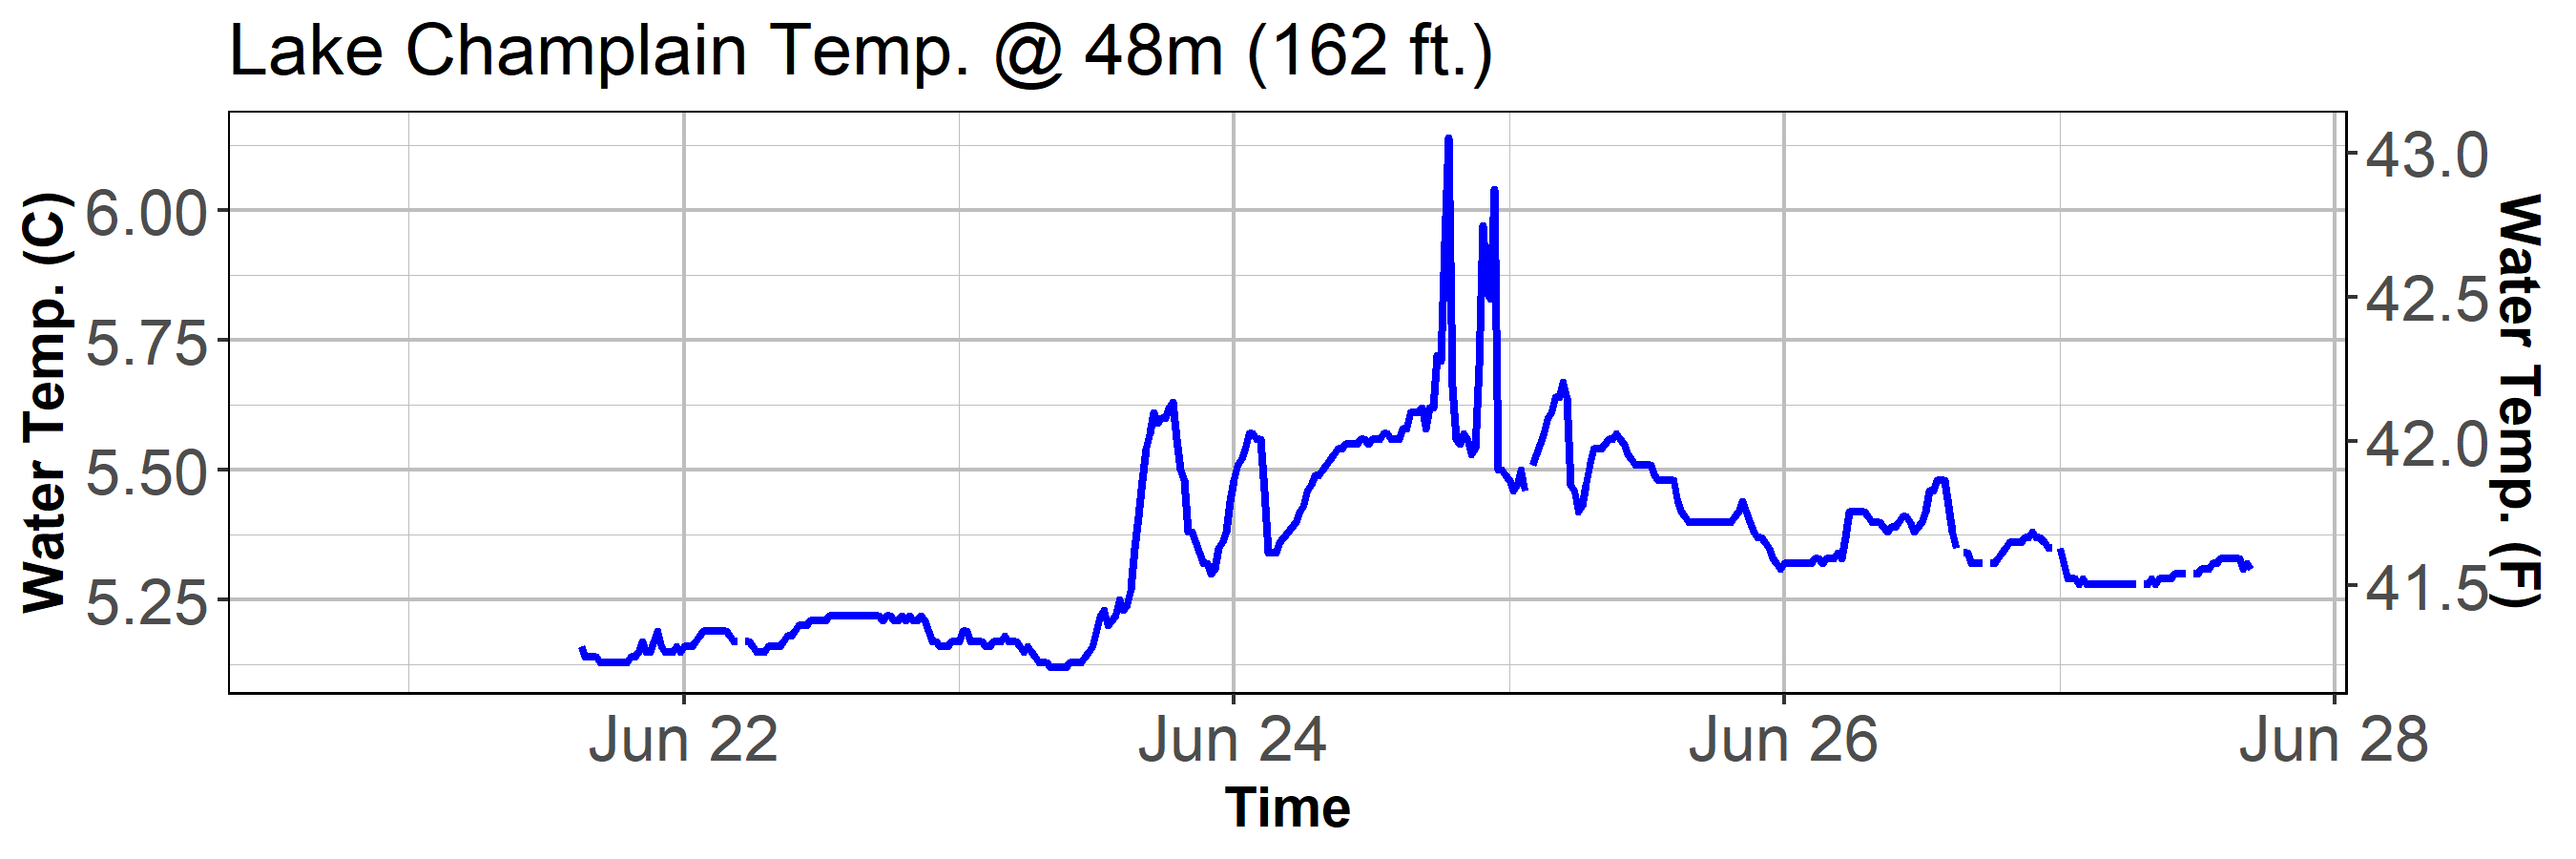 Lake Champlain Temp. @ 48m (162 ft.)
Water Temp. (C)
6.00
5.75
5.50
5.25
43.0
42.5
42.0
41.5
Water Temp. (F)
Jun 22 Jun 24 Jun 26 Jun 28
Time